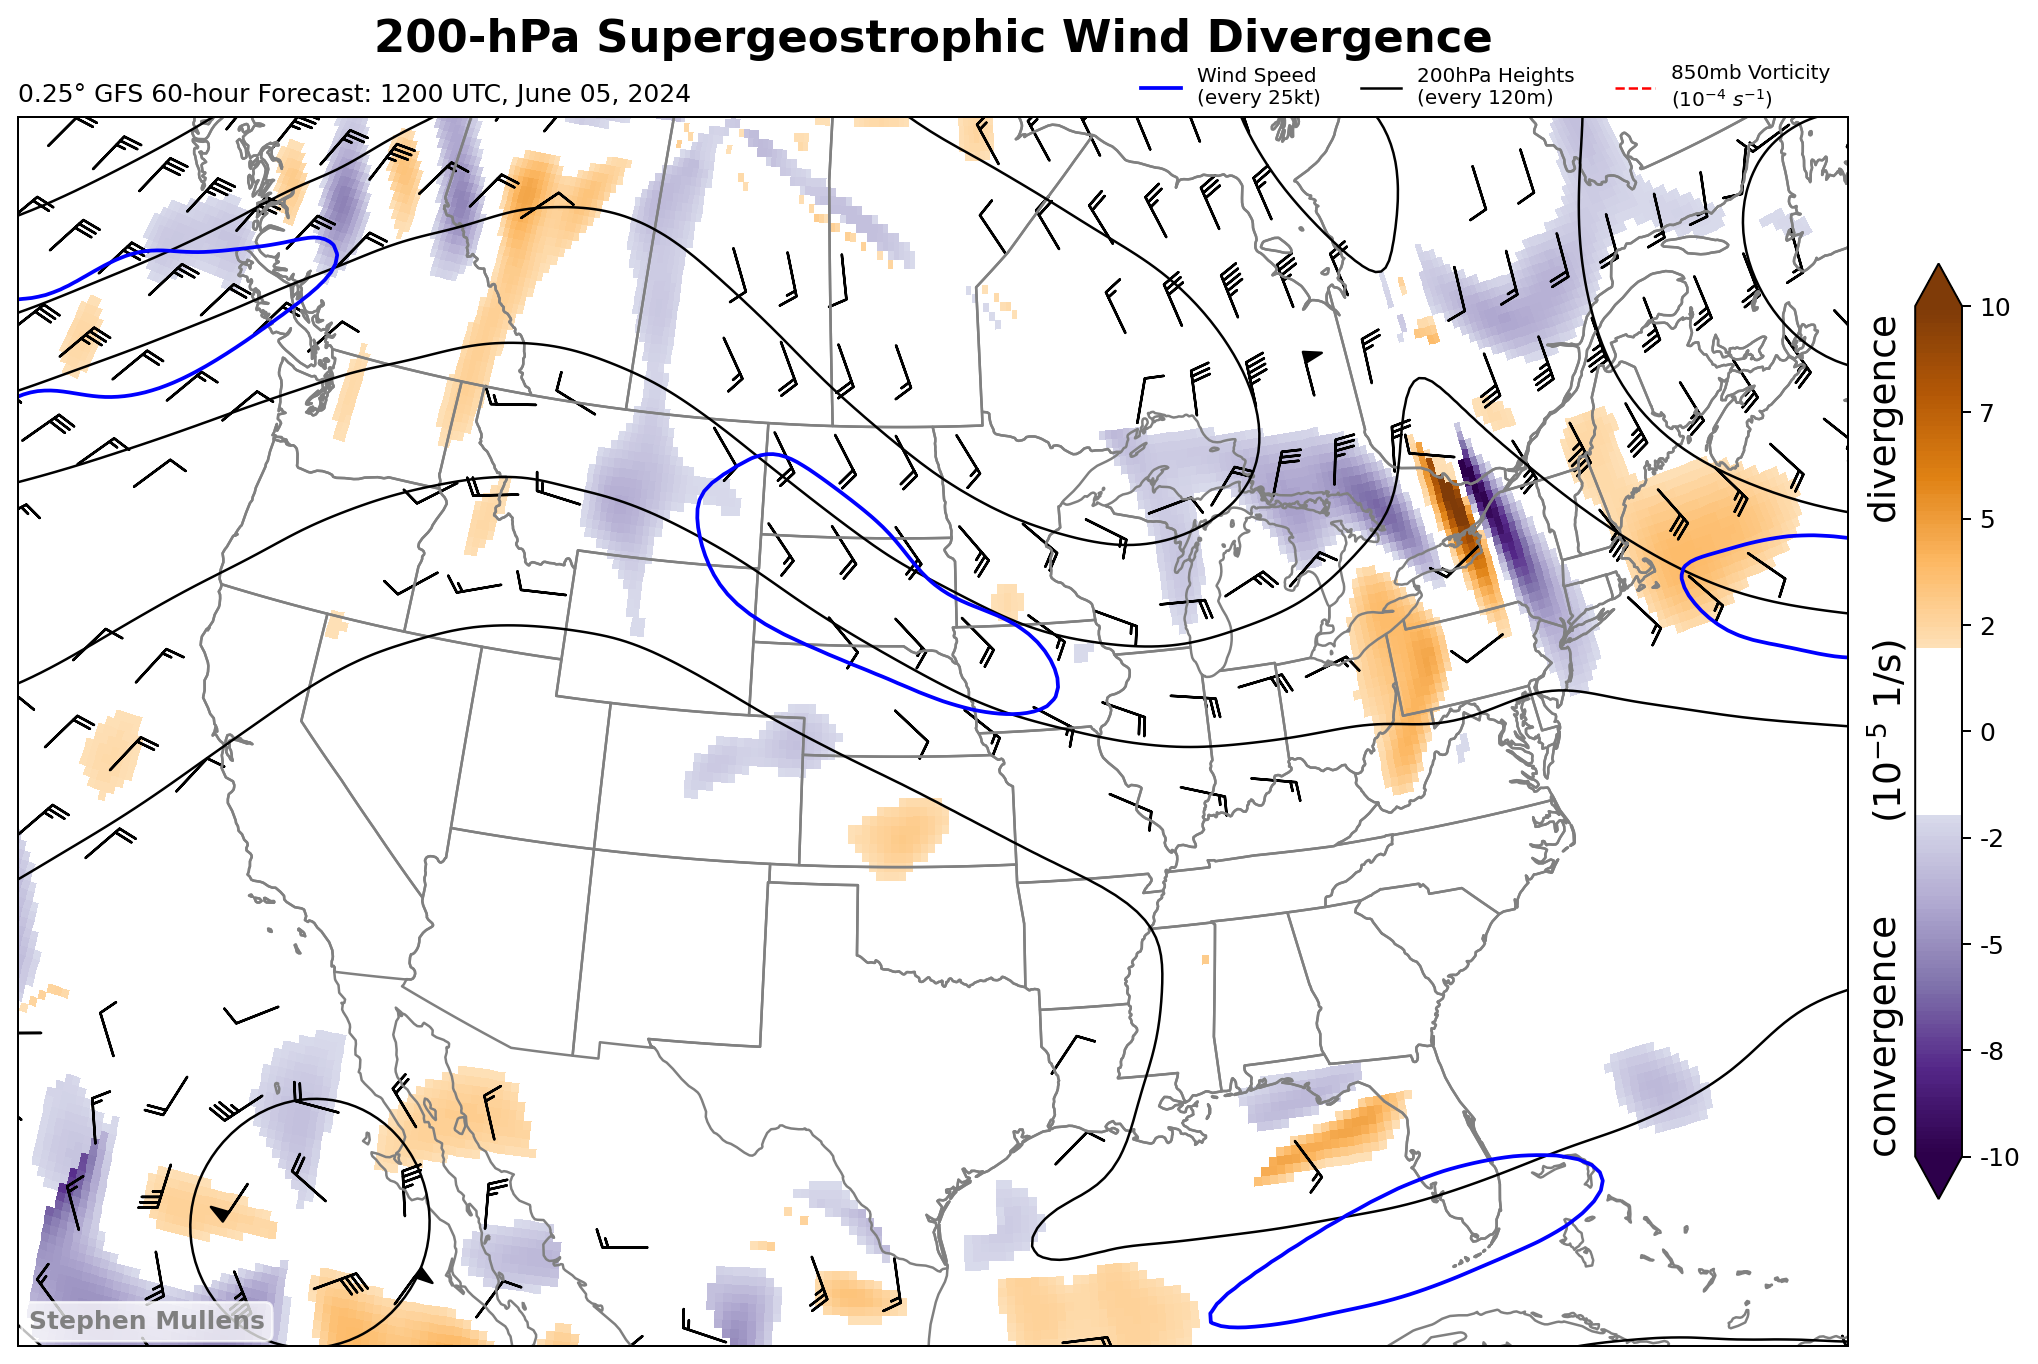 200-hPa Supergeostrophic Wind Divergence
0.25° GFS 60-hour Forecast: 1200 UTC, June 05, 2024
Wind Speed
(every 25kt)
200hPa Heights
(every 120m)
850mb Vorticity
(10⁻⁴ s⁻¹)
10
7
5
2
0
-2
-5
-8
-10
convergence (10⁻⁵ 1/s) divergence
Stephen Mullens